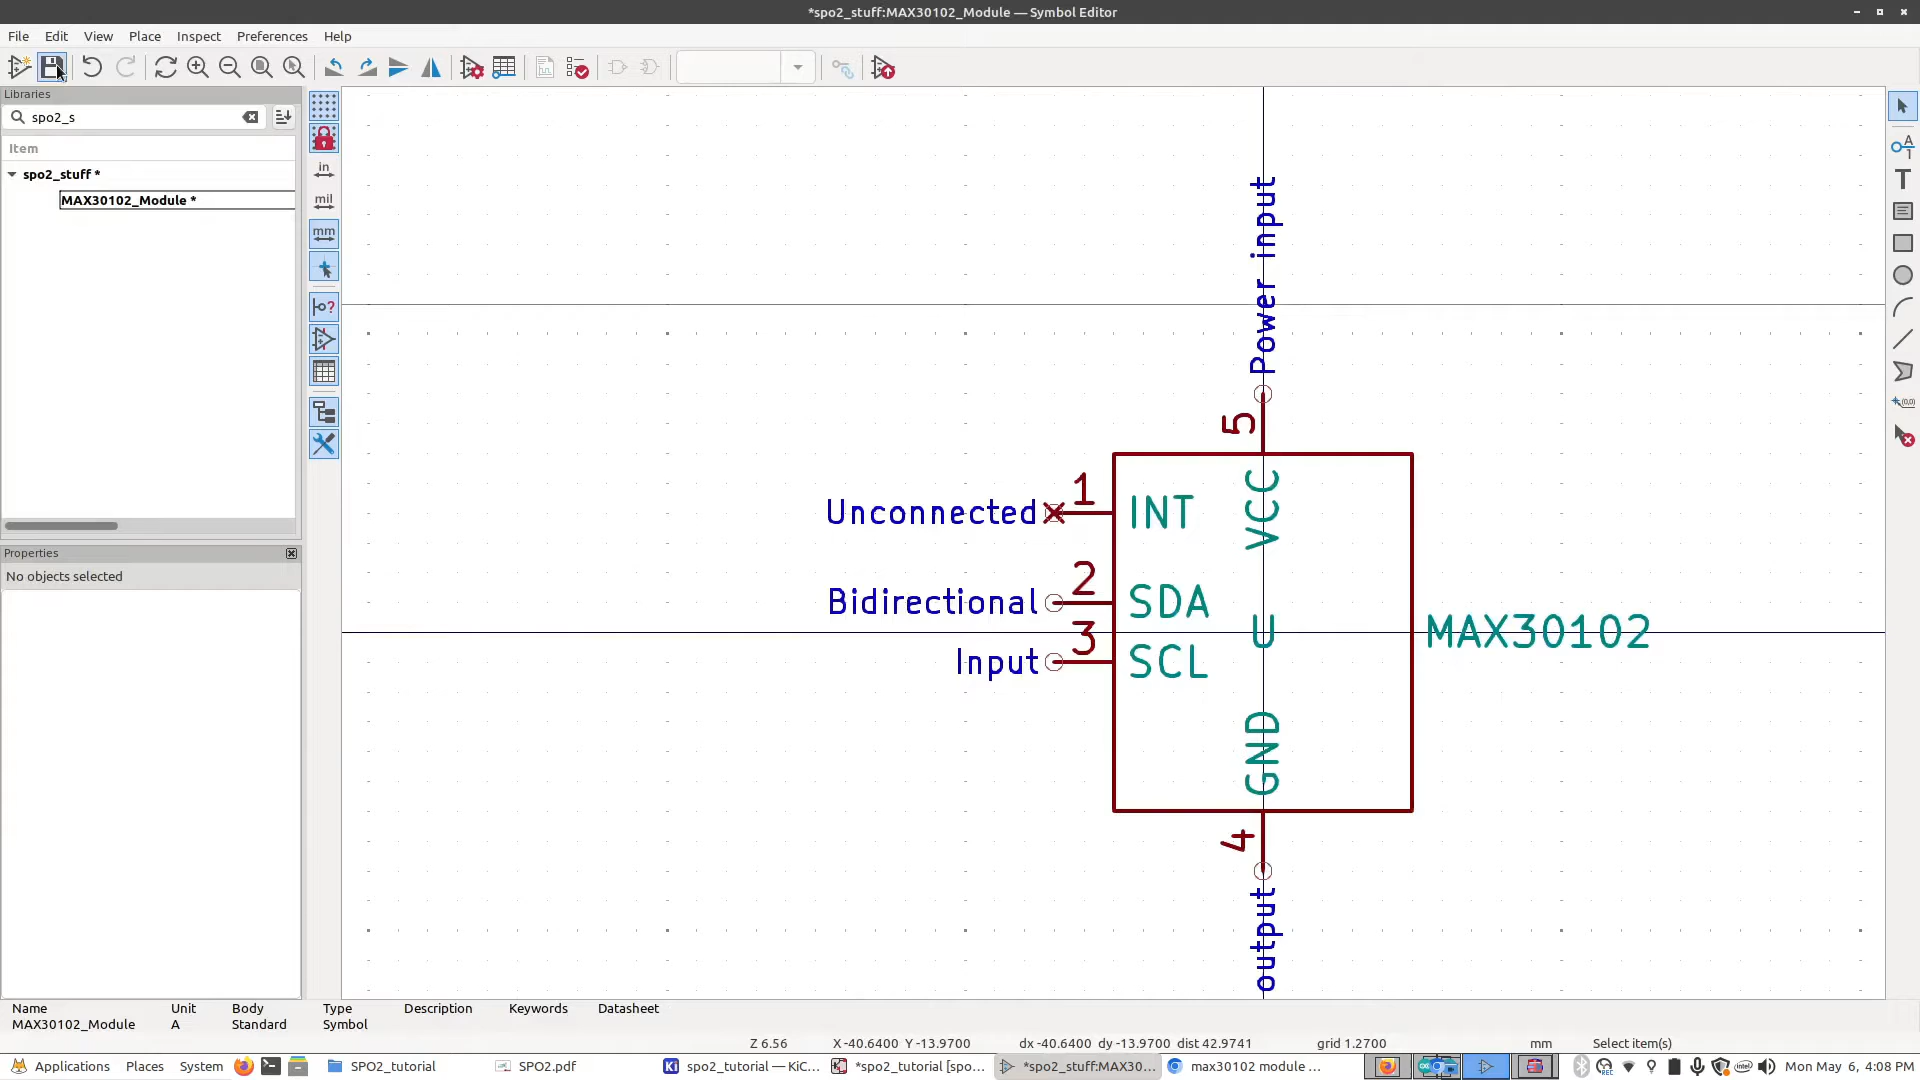 *spo2_stuff:MAX30102_Module — Symbol Editor
File Edit View Place Inspect Preferences Help
Libraries
spo2_s
Item
spo2_stuff *
MAX30102_Module *
in
mil
mm
Properties
No objects selected
Power input
5
VCC
Unconnected 1 INT
Bidirectional 2 SDA
U MAX30102
Input 3 SCL
GND
4
output
Name Unit Body Type Description Keywords Datasheet
MAX30102_Module A Standard Symbol
Z 6.56 X -40.6400 Y -13.9700 dx -40.6400 dy -13.9700 dist 42.9741 grid 1.2700 mm Select item(s)
Applications Places System SPO2_tutorial SPO2.pdf spo2_tutorial — KiC... *spo2_tutorial [spo... *spo2_stuff:MAX30... max30102 module ... Mon May 6, 4:08 PM